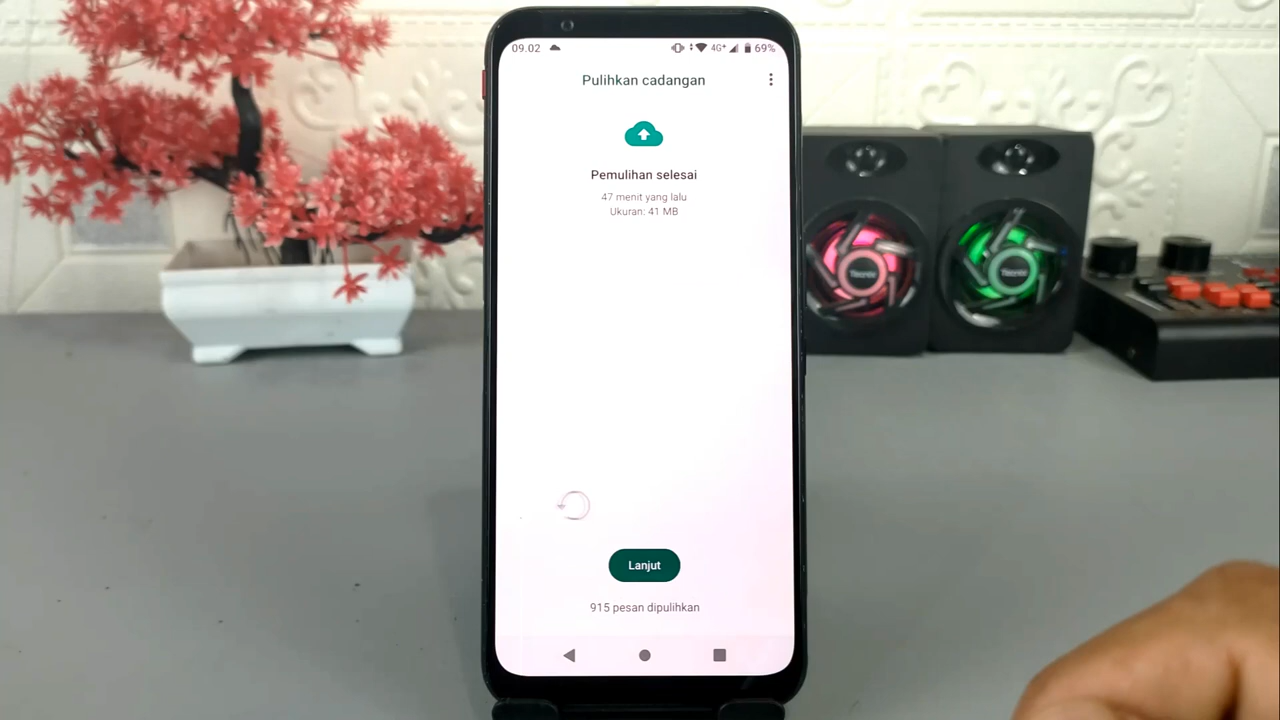 09.02 4G+ 69%
Pulihkan cadangan
Pemulihan selesai
47 menit yang lalu
Ukuran: 41 MB
Lanjut
915 pesan dipulihkan